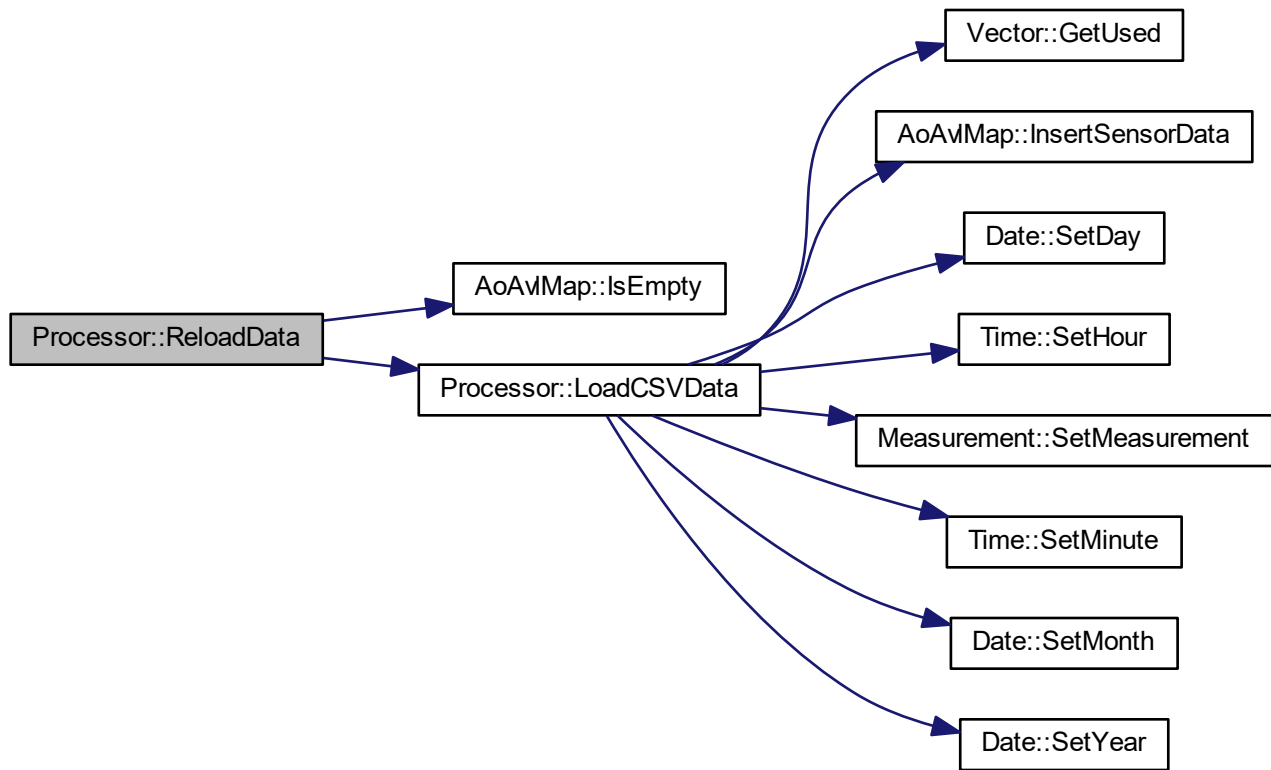 Vector::GetUsed
AoAvlMap::InsertSensorData
Date::SetDay
AoAvlMap::IsEmpty
Processor::ReloadData
Time::SetHour
Processor::LoadCSVData
Measurement::SetMeasurement
Time::SetMinute
Date::SetMonth
Date::SetYear